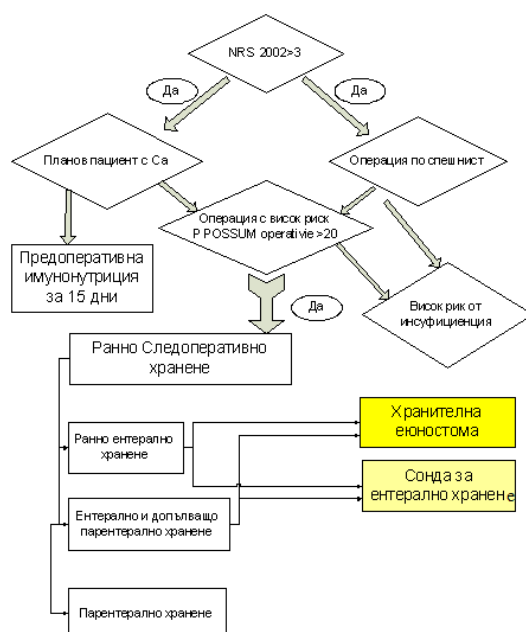 NRS 2002>3
Да
Да
Планов пациент с Са
Операция по спешнист
Операция с висок риск
P POSSUM operativie >20
Предоперативна
имунонутриция
за 15 дни
Да
Висок рик от
инсуфициенция
Ранно Следоперативно
хранене
Ранно ентерално
хранене
Хранителна
еюностома
Сонда за
ентерално хранене
Ентерално и допълващо
парентерално хранене
Парентерално хранене